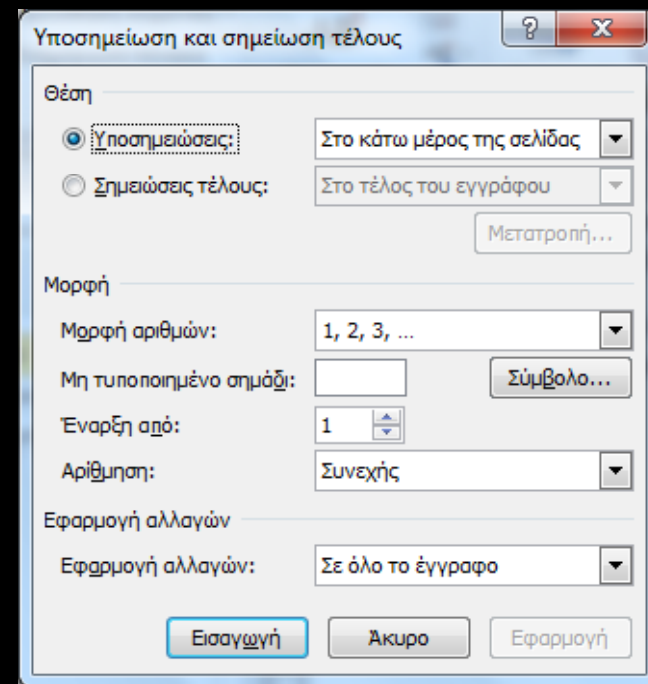 Υποσημείωση και σημείωση τέλους
Θέση
Υποσημειώσεις: Στο κάτω μέρος της σελίδας
Σημειώσεις τέλους: Στο τέλος του εγγράφου
Μετατροπή...
Μορφή
Μορφή αριθμών: 1, 2, 3, ...
Μη τυποποιημένο σημάδι: Σύμβολο...
Έναρξη από: 1
Αρίθμηση: Συνεχής
Εφαρμογή αλλαγών
Εφαρμογή αλλαγών: Σε όλο το έγγραφο
Εισαγωγή Άκυρο Εφαρμογή